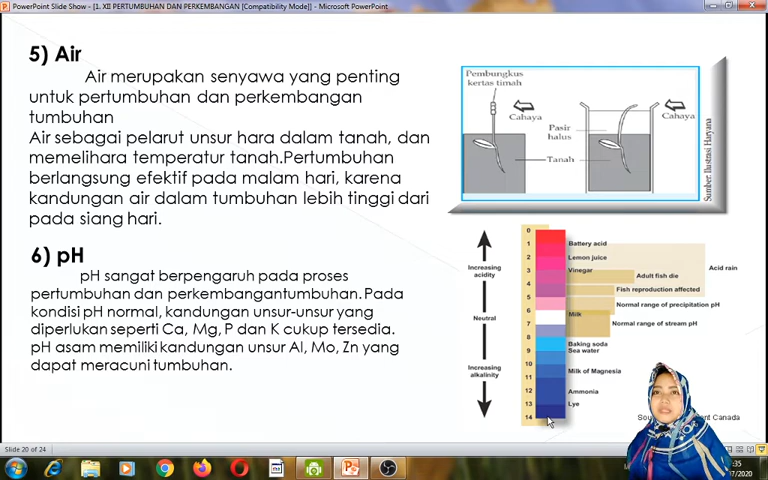 PowerPoint Slide Show - [1. XII PERTUMBUHAN DAN PERKEMBANGAN [Compatibility Mode]] - Microsoft PowerPoint
5) Air
Air merupakan senyawa yang penting
untuk pertumbuhan dan perkembangan
tumbuhan
Air sebagai pelarut unsur hara dalam tanah, dan
memelihara temperatur tanah.Pertumbuhan
berlangsung efektif pada malam hari, karena
kandungan air dalam tumbuhan lebih tinggi dari
pada siang hari.
6) pH
pH sangat berpengaruh pada proses
pertumbuhan dan perkembangantumbuhan. Pada
kondisi pH normal, kandungan unsur-unsur yang
diperlukan seperti Ca, Mg, P dan K cukup tersedia.
pH asam memiliki kandungan unsur Al, Mo, Zn yang
dapat meracuni tumbuhan.
Pembungkus
kertas timah
Cahaya
Cahaya
Pasir
halus
Tanah
Sumber: Ilustrasi Haryana
Increasing
acidity
Neutral
Increasing
alkalinity
0
1
2
3
4
5
6
7
8
9
10
11
12
13
14
Battery acid
Lemon juice
Vinegar
Milk
Baking soda
Sea water
Milk of Magnesia
Ammonia
Lye
Acid rain
Adult fish die
Fish reproduction affected
Normal range of precipitation pH
Normal range of stream pH
Canada
Slide 20 of 24